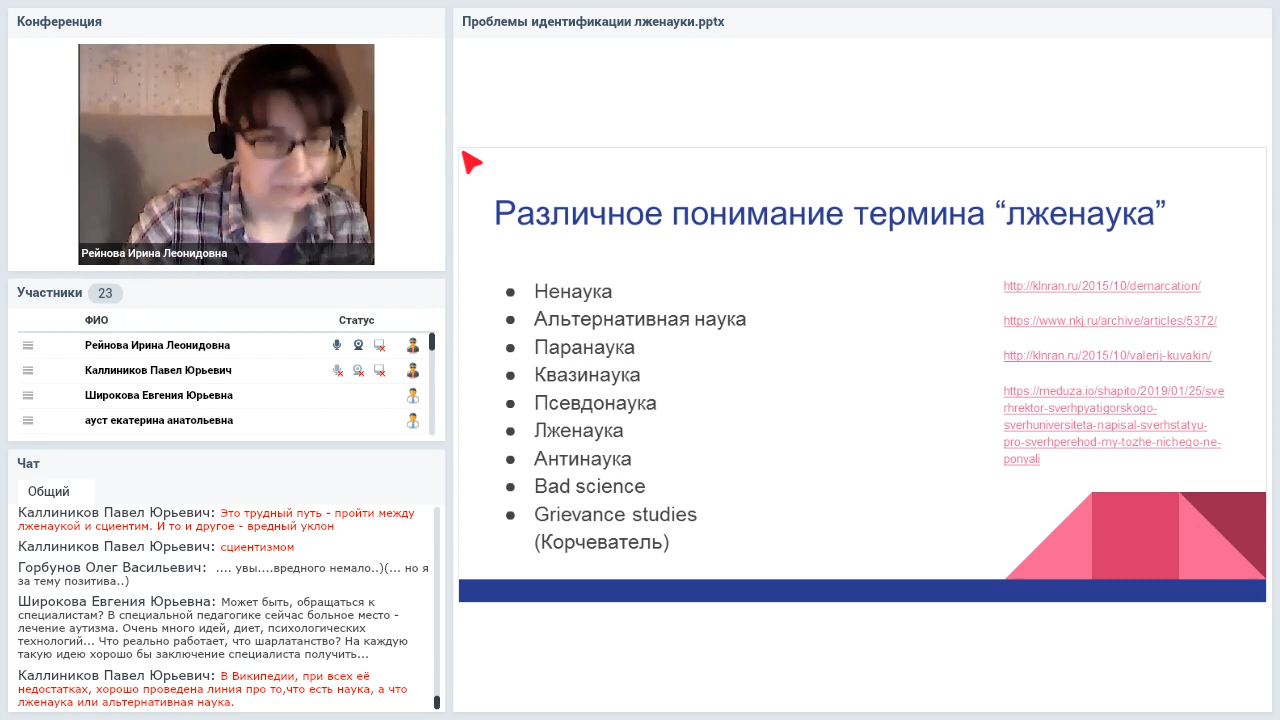 Конференция
Рейнова Ирина Леонидовна
Участники 23
ФИО Статус
Рейнова Ирина Леонидовна
Каллиников Павел Юрьевич
Широкова Евгения Юрьевна
ауст екатерина анатольевна
Чат
Общий
Каллиников Павел Юрьевич: Это трудный путь - пройти между
лженаукой и сциентим. И то и другое - вредный уклон
Каллиников Павел Юрьевич: сциентизмом
Горбунов Олег Васильевич: .... увы....вредного немало..)(... но я
за тему позитива..)
Широкова Евгения Юрьевна: Может быть, обращаться к
специалистам? В специальной педагогике сейчас больное место -
лечение аутизма. Очень много идей, диет, психологических
технологий... Что реально работает, что шарлатанство? На каждую
такую идею хорошо бы заключение специалиста получить...
Каллиников Павел Юрьевич: В Википедии, при всех её
недостатках, хорошо проведена линия про то,что есть наука, а что
лженаука или альтернативная наука.
Проблемы идентификации лженауки.pptx
Различное понимание термина “лженаука”
● Ненаука
● Альтернативная наука
● Паранаука
● Квазинаука
● Псевдонаука
● Лженаука
● Антинаука
● Bad science
● Grievance studies
(Корчеватель)
http://klnran.ru/2015/10/demarcation/
https://www.nkj.ru/archive/articles/5372/
http://klnran.ru/2015/10/valerij-kuvakin/
https://meduza.io/shapito/2019/01/25/sve
rhrektor-sverhpyatigorskogo-
sverhuniversiteta-napisal-sverhstatyu-
pro-sverhperehod-my-tozhe-nichego-ne-
ponyali